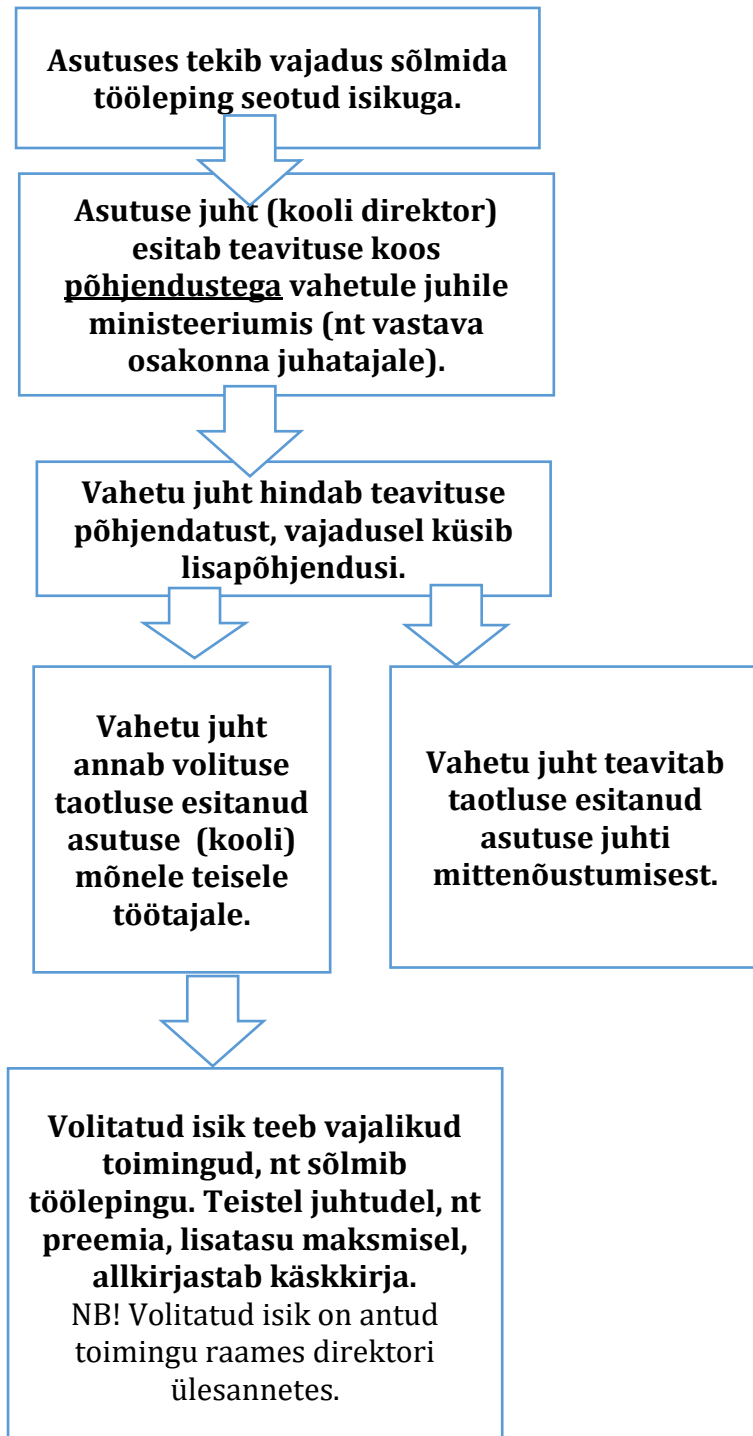 Asutuses tekib vajadus sõlmida
tööleping seotud isikuga.
Asutuse juht (kooli direktor)
esitab teavituse koos
põhjendustega vahetule juhile
ministeeriumis (nt vastava
osakonna juhatajale).
Vahetu juht hindab teavituse
põhjendatust, vajadusel küsib
lisapõhjendusi.
Vahetu juht
annab volituse
taotluse esitanud
asutuse (kooli)
mõnele teisele
töötajale.
Vahetu juht teavitab
taotluse esitanud
asutuse juhti
mittenõustumisest.
Volitatud isik teeb vajalikud
toimingud, nt sõlmib
töölepingu. Teistel juhtudel, nt
preemia, lisatasu maksmisel,
allkirjastab käskkirja.
NB! Volitatud isik on antud
toimingu raames direktori
ülesannetes.